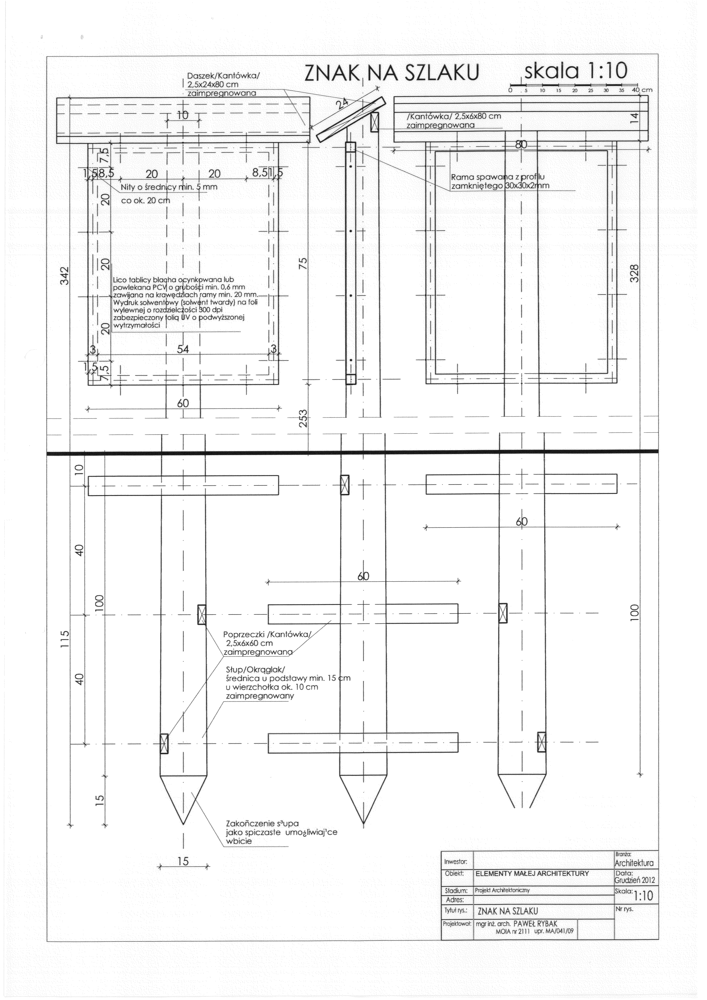 ZNAK NA SZLAKU
skala 1:10
0 5 10 15 20 25 30 35 40 cm
Daszek/Kantówka/
2,5x24x80 cm
zaimpregnowana
24
10
/Kantówka/ 2,5x6x80 cm
zaimpregnowana
14
80
7,5
1,5 8,5 20 20 8,5 1,5
Nity o średnicy min. 5 mm
co ok. 20 cm
Rama spawana z profilu
zamkniętego 30x30x2mm
20
20
20
342
75
328
Lico tablicy blacha ocynkowana lub
powlekana PCV o grubości min. 0,6 mm
zawijana na krawędziach ramy min. 20 mm.
Wydruk solwentowy (solwent twardy) na foli
wylewnej o rozdzielczości 300 dpi
zabezpieczony folią UV o podwyższonej
wytrzymałości
3 54 3
1,5
7,5
60
253
10
60
40
60
100
100
115
Poprzeczki /Kantówka/
2,5x6x60 cm
zaimpregnowana
40
Słup/Okrąglak/
średnica u podstawy min. 15 cm
u wierzchołka ok. 10 cm
zaimpregnowany
15
Zakoñczenie s³upa
jako spiczaste umo¿liwiaj¹ce
wbicie
15
Inwestor:
Branża:
Architektura
Obiekt: ELEMENTY MAŁEJ ARCHITEKTURY
Data:
Grudzień 2012
Stadium: Projekt Architektoniczny
Skala: 1:10
Adres:
Tytuł rys.: ZNAK NA SZLAKU
Nr rys.
Projektował: mgr inż. arch. PAWEŁ RYBAK
MOIA nr 2111 upr. MA/041/09